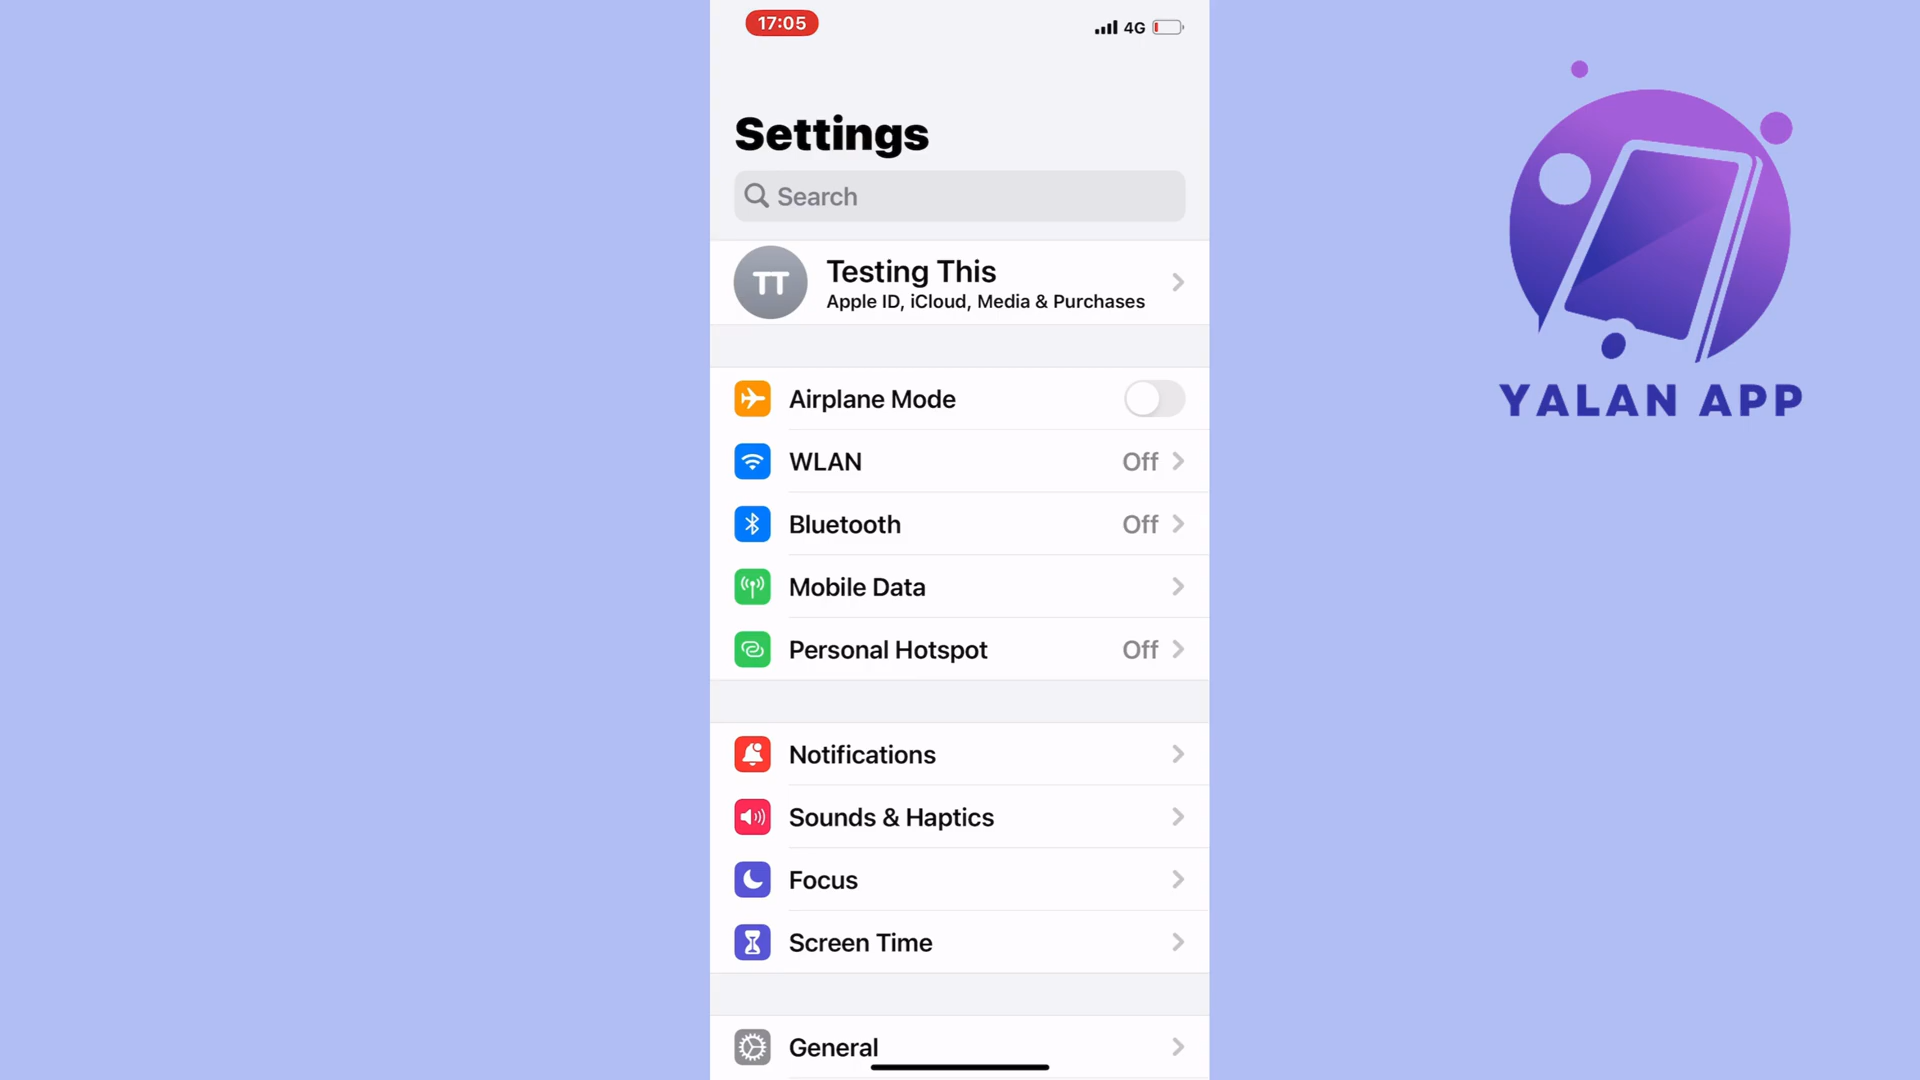 17:05
4G
Settings
Search
TT
Testing This
Apple ID, iCloud, Media & Purchases
Airplane Mode
WLAN Off
Bluetooth Off
Mobile Data
Personal Hotspot Off
Notifications
Sounds & Haptics
Focus
Screen Time
General
YALAN APP